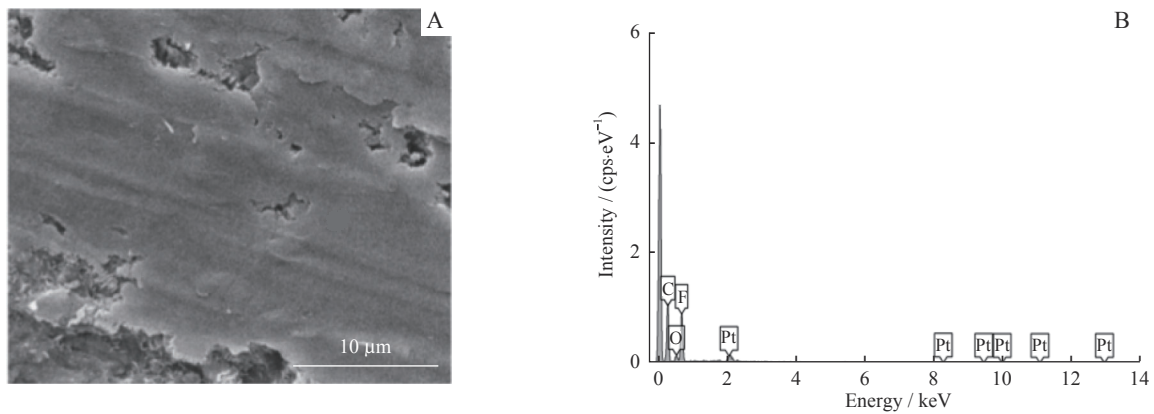 A
10 μm
B
Intensity / (cps·eV⁻¹)
6
4
2
0
C
F
O
Pt
Pt
Pt
Pt
Pt
Pt
0 2 4 6 8 10 12 14
Energy / keV